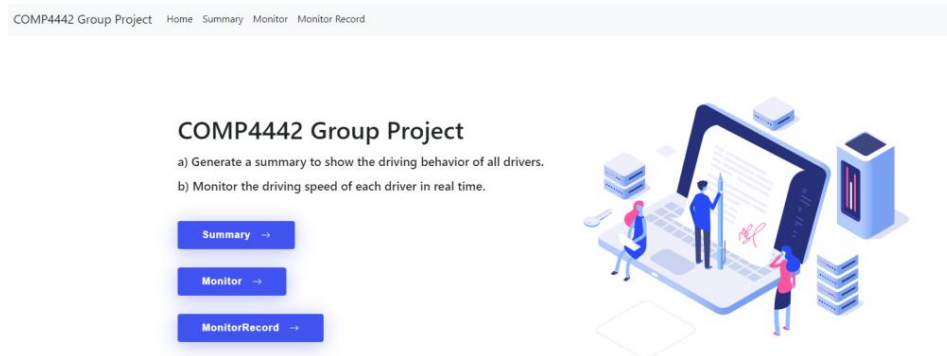 COMP4442 Group Project Home Summary Monitor Monitor Record
COMP4442 Group Project
a) Generate a summary to show the driving behavior of all drivers.
b) Monitor the driving speed of each driver in real time.
Summary →
Monitor →
MonitorRecord →